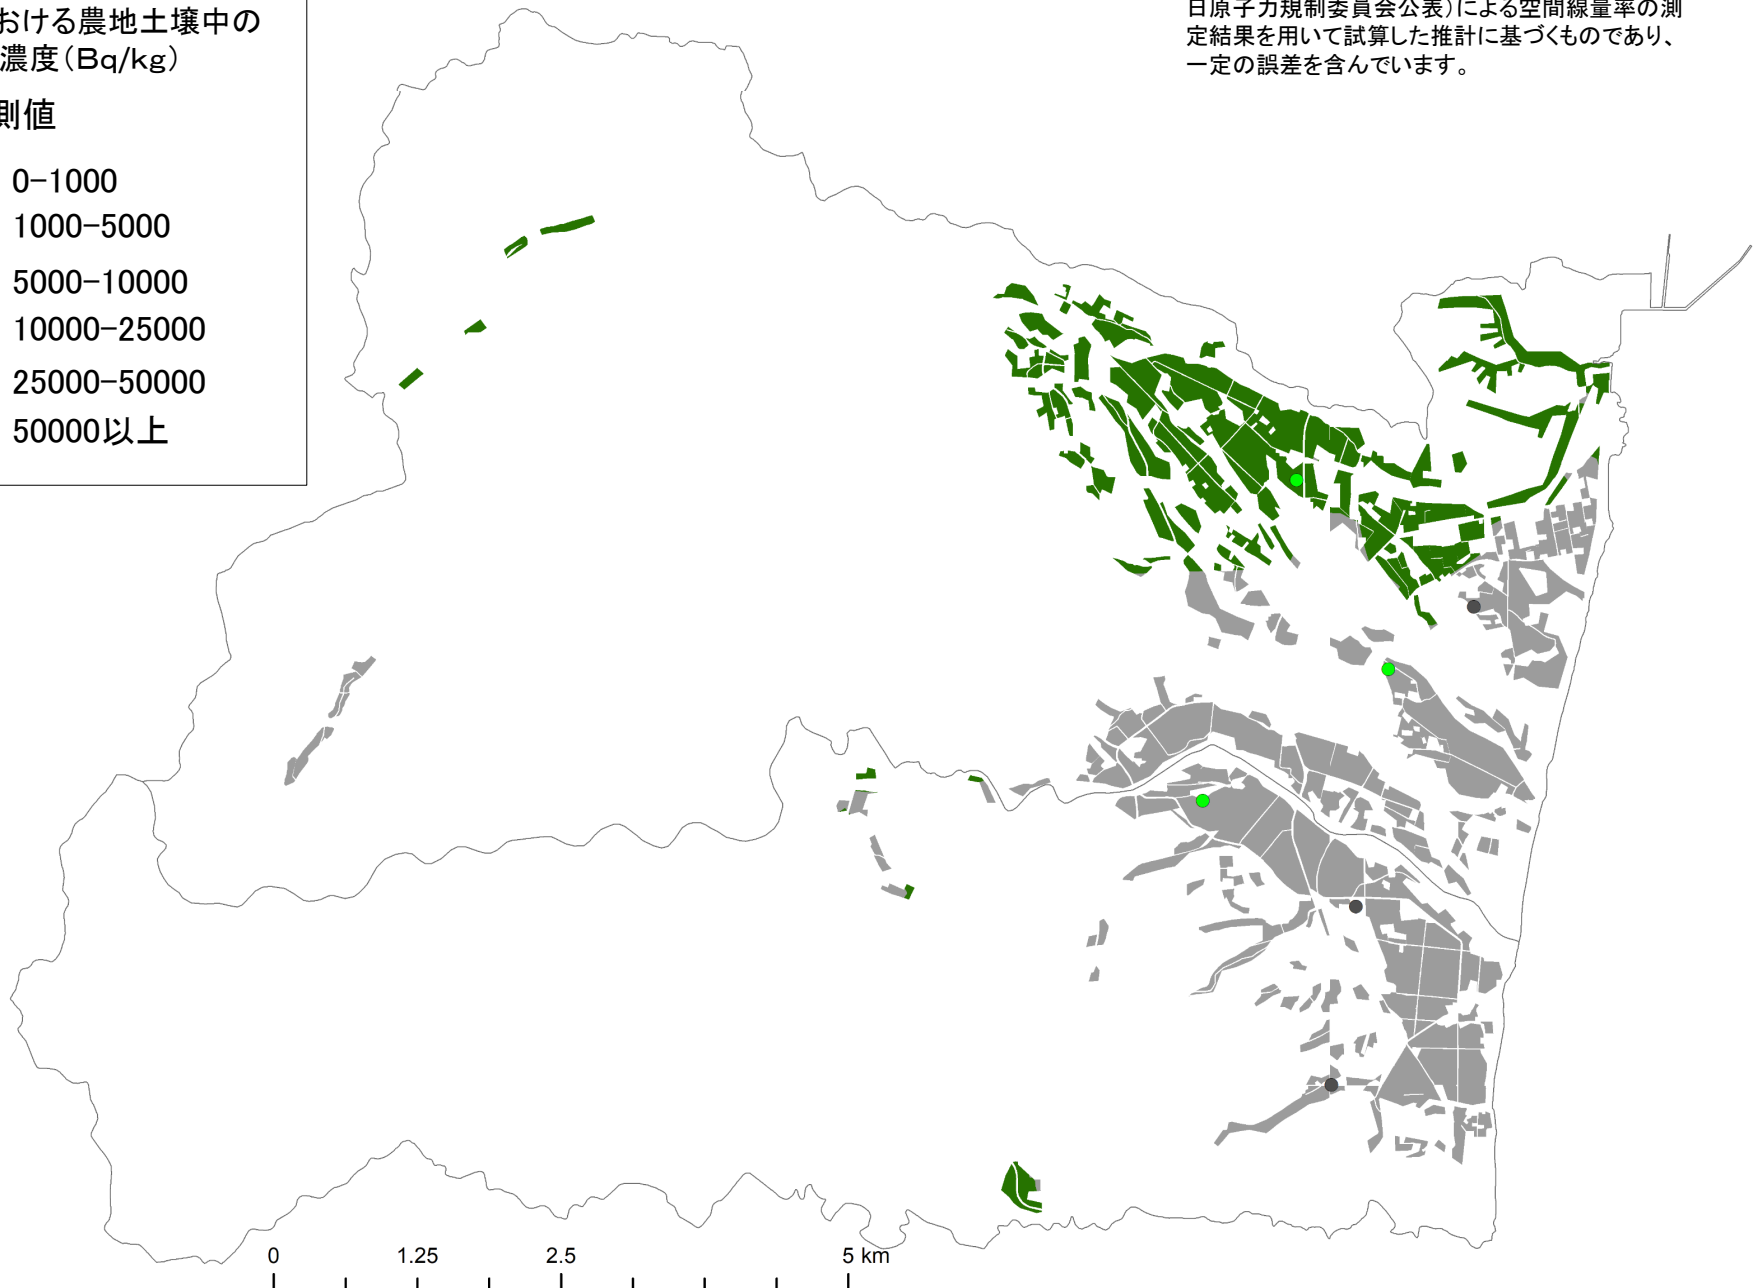 おける農地土壌中の
濃度(Bq/kg)
測値
0-1000
1000-5000
5000-10000
10000-25000
25000-50000
50000以上
日原子力規制委員会公表)による空間線量率の測
定結果を用いて試算した推計に基づくものであり、
一定の誤差を含んでいます。
0 1.25 2.5 5 km